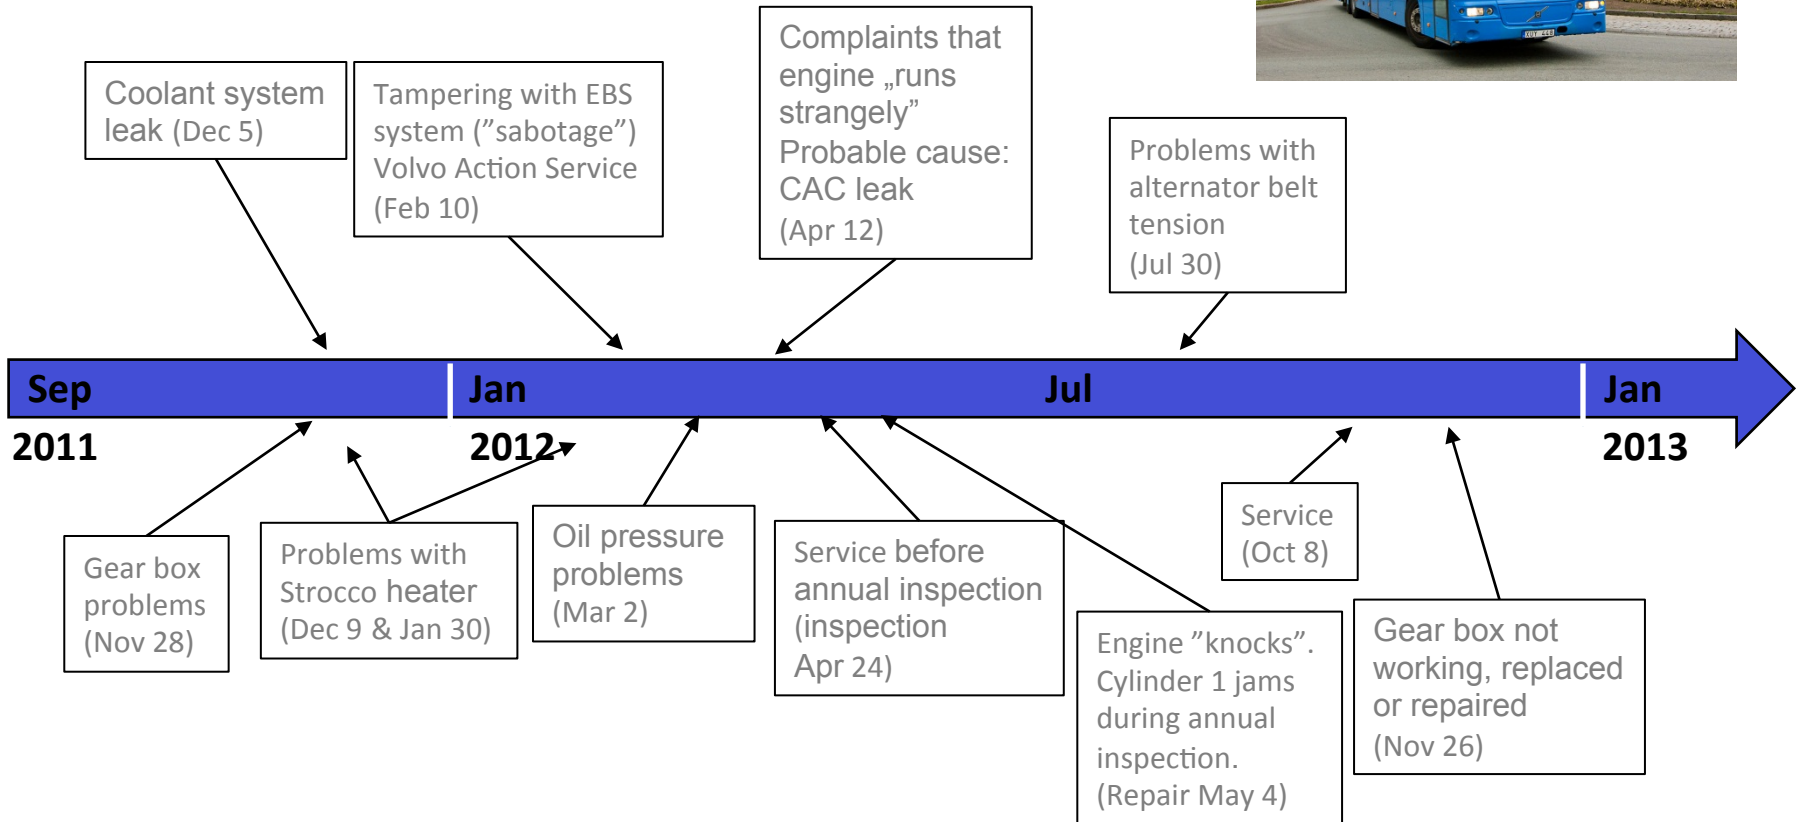 XUY 448
Coolant system
leak (Dec 5)
Tampering with EBS
system (”sabotage”)
Volvo Action Service
(Feb 10)
Complaints that
engine „runs
strangely”
Probable cause:
CAC leak
(Apr 12)
Problems with
alternator belt
tension
(Jul 30)
Sep
Jan
Jul
Jan
2011
2012
2013
Gear box
problems
(Nov 28)
Problems with
Strocco heater
(Dec 9 & Jan 30)
Oil pressure
problems
(Mar 2)
Service before
annual inspection
(inspection
Apr 24)
Engine ”knocks”.
Cylinder 1 jams
during annual
inspection.
(Repair May 4)
Service
(Oct 8)
Gear box not
working, replaced
or repaired
(Nov 26)